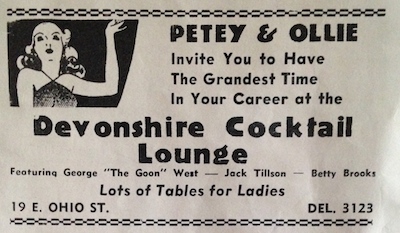 PETEY & OLLIE
Invite You to Have
The Grandest Time
In Your Career at the
Devonshire Cocktail
Lounge
Featuring George "The Goon" West — Jack Tillson — Betty Brooks
Lots of Tables for Ladies
19 E. OHIO ST. DEL. 3123